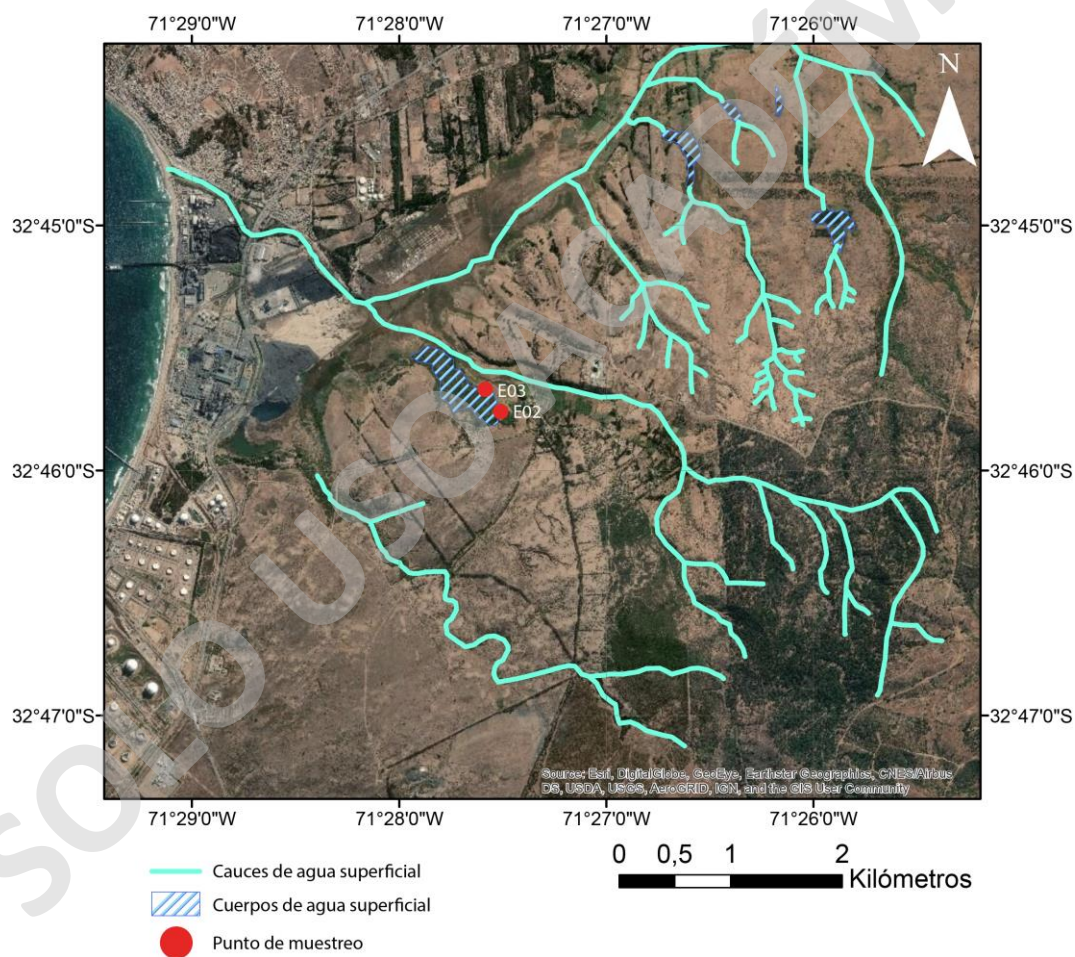 71°29'0"W 71°28'0"W 71°27'0"W 71°26'0"W
N
32°45'0"S 32°45'0"S
E03
E02
32°46'0"S 32°46'0"S
32°47'0"S 32°47'0"S
Source: Esri, DigitalGlobe, GeoEye, Earthstar Geographics, CNES/Airbus
DS, USDA, USGS, AeroGRID, IGN, and the GIS User Community
71°29'0"W 71°28'0"W 71°27'0"W 71°26'0"W
0 0,5 1 2
Kilómetros
Cauces de agua superficial
Cuerpos de agua superficial
Punto de muestreo
SOLO USO ACADÉM